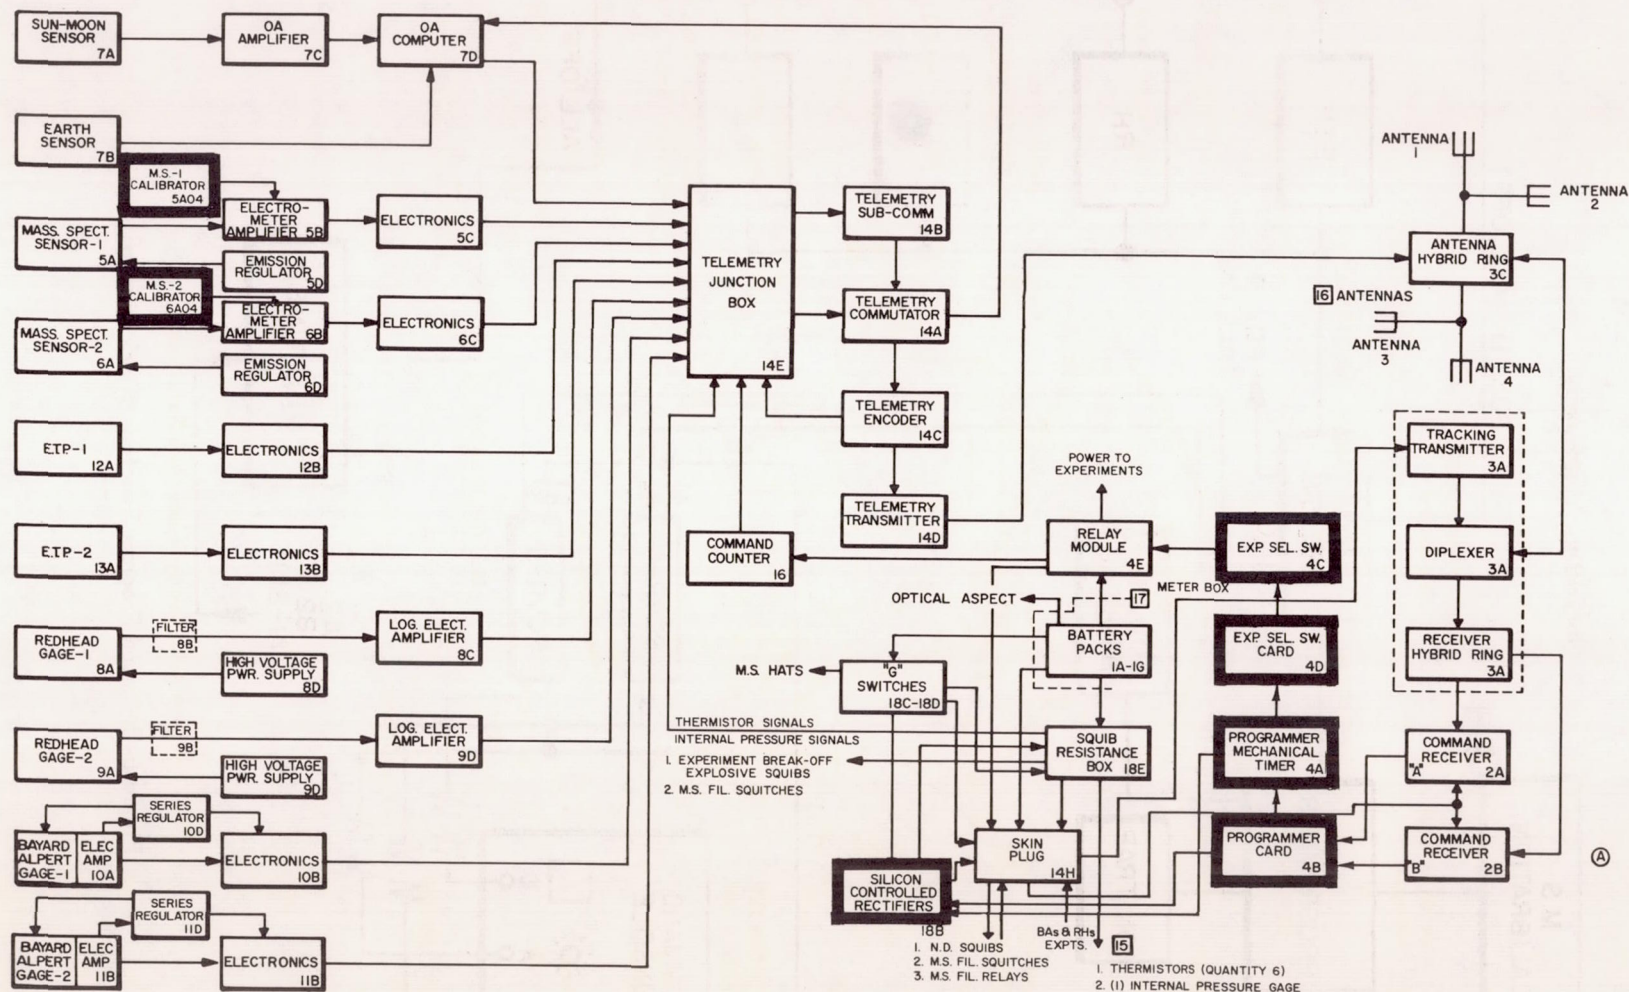 SUN-MOON
SENSOR
7A
OA
AMPLIFIER
7C
OA
COMPUTER
7D
EARTH
SENSOR
7B
M.S.-1
CALIBRATOR
5A04
MASS. SPECT.
SENSOR-1
5A
ELECTRO-
METER
AMPLIFIER 5B
ELECTRONICS
5C
EMISSION
REGULATOR
5D
M.S.-2
CALIBRATOR
6A04
MASS. SPECT.
SENSOR-2
6A
ELECTRO-
METER
AMPLIFIER 6B
ELECTRONICS
6C
EMISSION
REGULATOR
6D
E.T.P-1
12A
ELECTRONICS
12B
E.T.P-2
13A
ELECTRONICS
13B
REDHEAD
GAGE-1
8A
FILTER
8B
LOG. ELECT.
AMPLIFIER
8C
HIGH VOLTAGE
PWR. SUPPLY
8D
REDHEAD
GAGE-2
9A
FILTER
9B
LOG. ELECT.
AMPLIFIER
9D
HIGH VOLTAGE
PWR. SUPPLY
9D
SERIES
REGULATOR
10D
BAYARD
ALPERT
GAGE-1
ELEC
AMP
10A
ELECTRONICS
10B
SERIES
REGULATOR
11D
BAYARD
ALPERT
GAGE-2
ELEC
AMP
11B
ELECTRONICS
11B
TELEMETRY
JUNCTION
BOX
14E
TELEMETRY
SUB-COMM
14B
TELEMETRY
COMMUTATOR
14A
TELEMETRY
ENCODER
14C
TELEMETRY
TRANSMITTER
14D
COMMAND
COUNTER
16
POWER TO
EXPERIMENTS
RELAY
MODULE
4E
OPTICAL ASPECT
17
METER BOX
BATTERY
PACKS
1A-1G
M.S. HATS
"G"
SWITCHES
18C-18D
THERMISTOR SIGNALS
INTERNAL PRESSURE SIGNALS
1. EXPERIMENT BREAK-OFF
EXPLOSIVE SQUIBS
2. M.S. FIL. SQUITCHES
SQUIB
RESISTANCE
BOX
18E
SKIN
PLUG
14H
SILICON
CONTROLLED
RECTIFIERS
18B
1. N.D. SQUIBS
2. M.S. FIL. SQUITCHES
3. M.S. FIL. RELAYS
BAs & RHs
EXPTS.
15
1. THERMISTORS (QUANTITY 6)
2. (1) INTERNAL PRESSURE GAGE
EXP. SEL. SW.
4C
EXP. SEL. SW.
CARD
4D
PROGRAMMER
MECHANICAL
TIMER
4A
PROGRAMMER
CARD
4B
ANTENNA
1
ANTENNA
2
ANTENNA
HYBRID RING
3C
16 ANTENNAS
ANTENNA
3
ANTENNA
4
TRACKING
TRANSMITTER
3A
DIPLEXER
3A
RECEIVER
HYBRID RING
3A
COMMAND
RECEIVER
"A"
2A
COMMAND
RECEIVER
"B"
2B
A